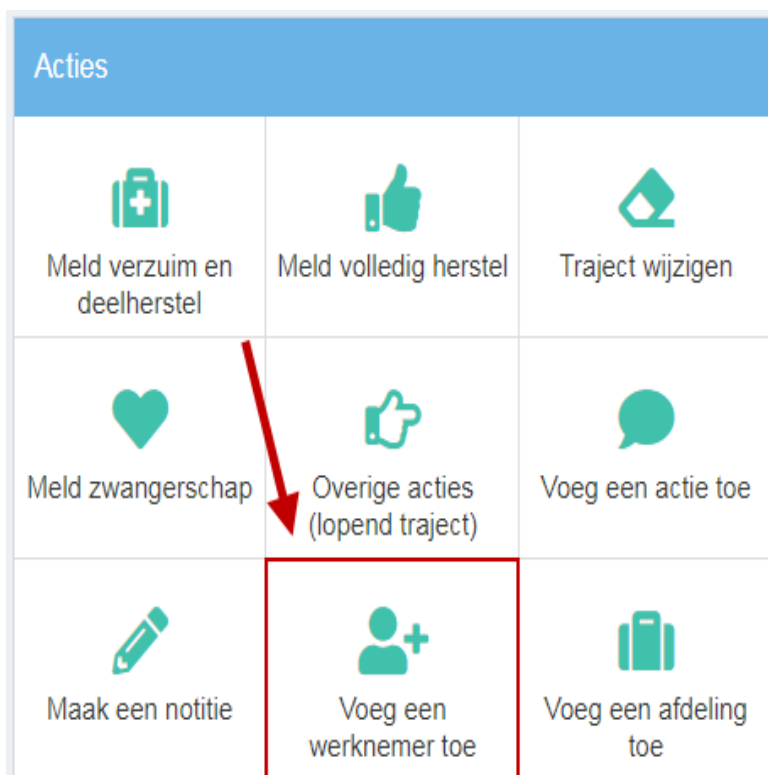 Acties
Meld verzuim en
deelherstel
Meld volledig herstel
Traject wijzigen
Meld zwangerschap
Overige acties
(lopend traject)
Voeg een actie toe
Maak een notitie
Voeg een
werknemer toe
Voeg een afdeling
toe